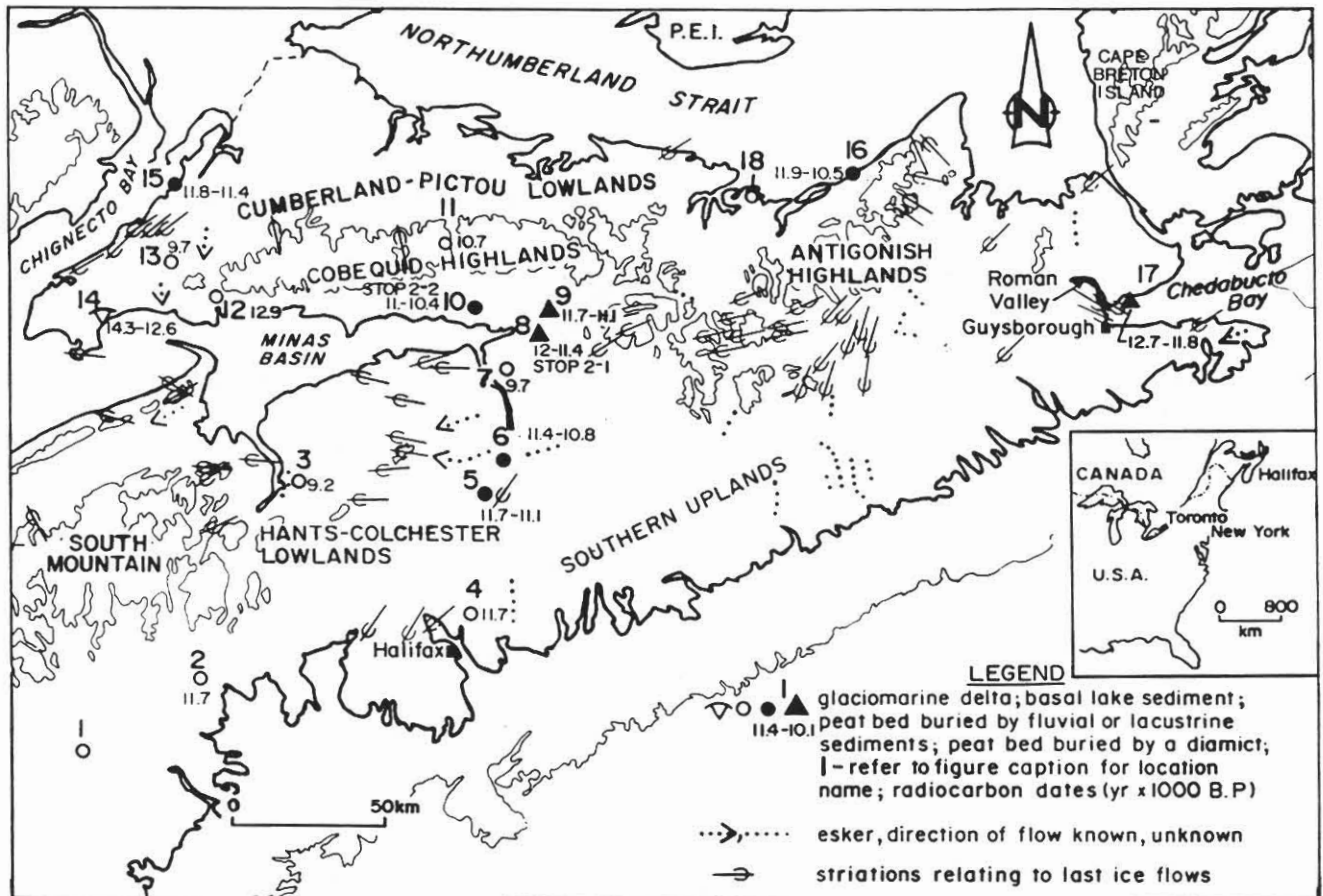 NORTHUMBERLAND STRAIT
P.E.I.
CAPE
BRETON
ISLAND
N
CHIGNECTO BAY
15
11.8-11.4
CUMBERLAND-PICTOU LOWLANDS
18
16
11.9-10.5
11
10.7
13
9.7
COBEQUID HIGHLANDS
STOP 2-2
11.-10.4
10
9
11.7-11.1
ANTIGONISH
HIGHLANDS
Roman
Valley
17
Chedabucto
Bay
Guysborough
12.7-11.8
14
14.3-12.6
12
12.9
MINAS
BASIN
8
12-11.4
STOP 2-1
7
9.7
6
11.4-10.8
5
11.7-11.1
3
9.2
SOUTH
MOUNTAIN
HANTS-COLCHESTER
LOWLANDS
SOUTHERN UPLANDS
4
11.7
Halifax
2
11.7
1
0
50km
CANADA
Halifax
Toronto
New York
U.S.A.
0 800
km
LEGEND
1
11.4-10.1
glaciomarine delta; basal lake sediment;
peat bed buried by fluvial or lacustrine
sediments; peat bed buried by a diamict;
1-refer to figure caption for location
name; radiocarbon dates (yr x 1000 B.P)
esker, direction of flow known, unknown
striations relating to last ice flows